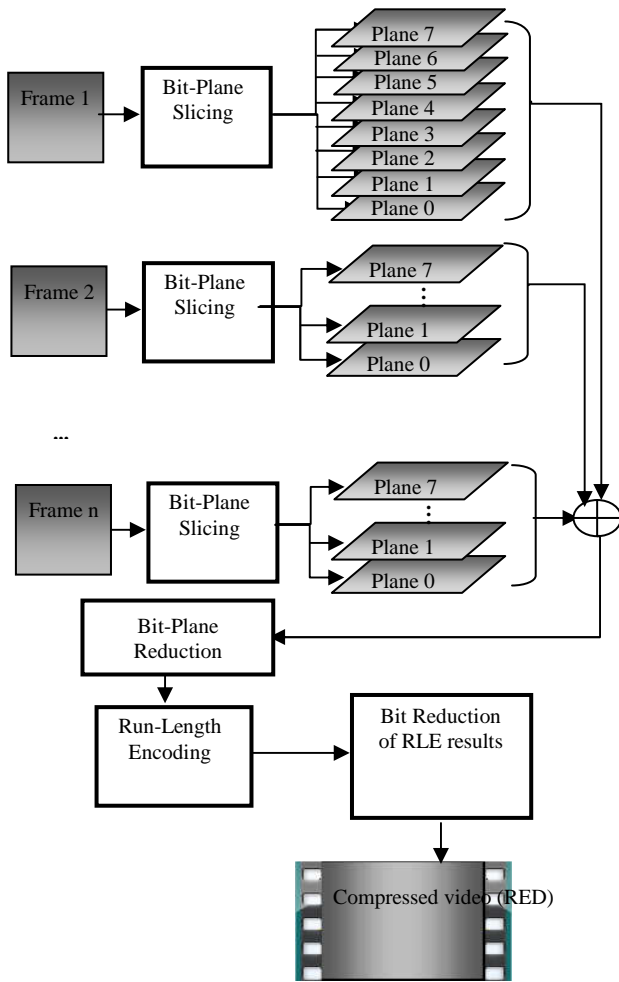 Frame 1
Bit-Plane
Slicing
Plane 7
Plane 6
Plane 5
Plane 4
Plane 3
Plane 2
Plane 1
Plane 0
Frame 2
Bit-Plane
Slicing
Plane 7
⋮
Plane 1
Plane 0
...
Frame n
Bit-Plane
Slicing
Plane 7
⋮
Plane 1
Plane 0
Bit-Plane
Reduction
Run-Length
Encoding
Bit Reduction
of RLE results
Compressed video (RED)